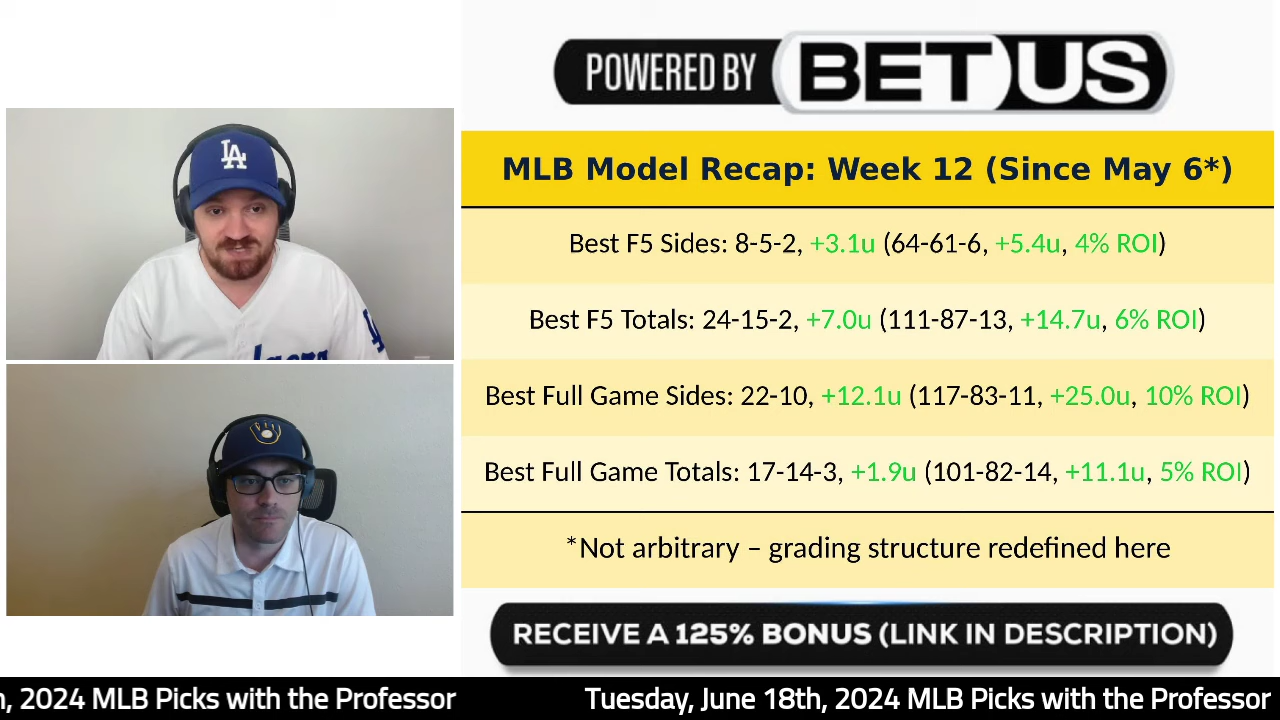 POWERED BY BETUS
MLB Model Recap: Week 12 (Since May 6*)
Best F5 Sides: 8-5-2, +3.1u (64-61-6, +5.4u, 4% ROI)
Best F5 Totals: 24-15-2, +7.0u (111-87-13, +14.7u, 6% ROI)
Best Full Game Sides: 22-10, +12.1u (117-83-11, +25.0u, 10% ROI)
Best Full Game Totals: 17-14-3, +1.9u (101-82-14, +11.1u, 5% ROI)
*Not arbitrary – grading structure redefined here
RECEIVE A 125% BONUS (LINK IN DESCRIPTION)
LA
, 2024 MLB Picks with the Professor
Tuesday, June 18th, 2024 MLB Picks with the Professor